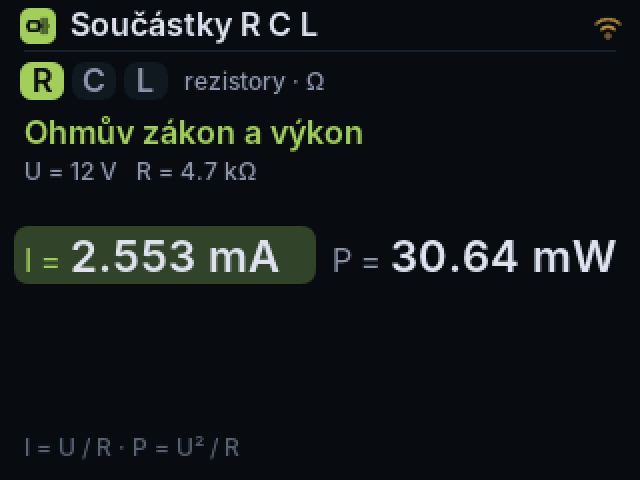 Součástky R C L
R C L rezistory · Ω
Ohmův zákon a výkon
U = 12 V R = 4.7 kΩ
I = 2.553 mA P = 30.64 mW
I = U / R · P = U² / R